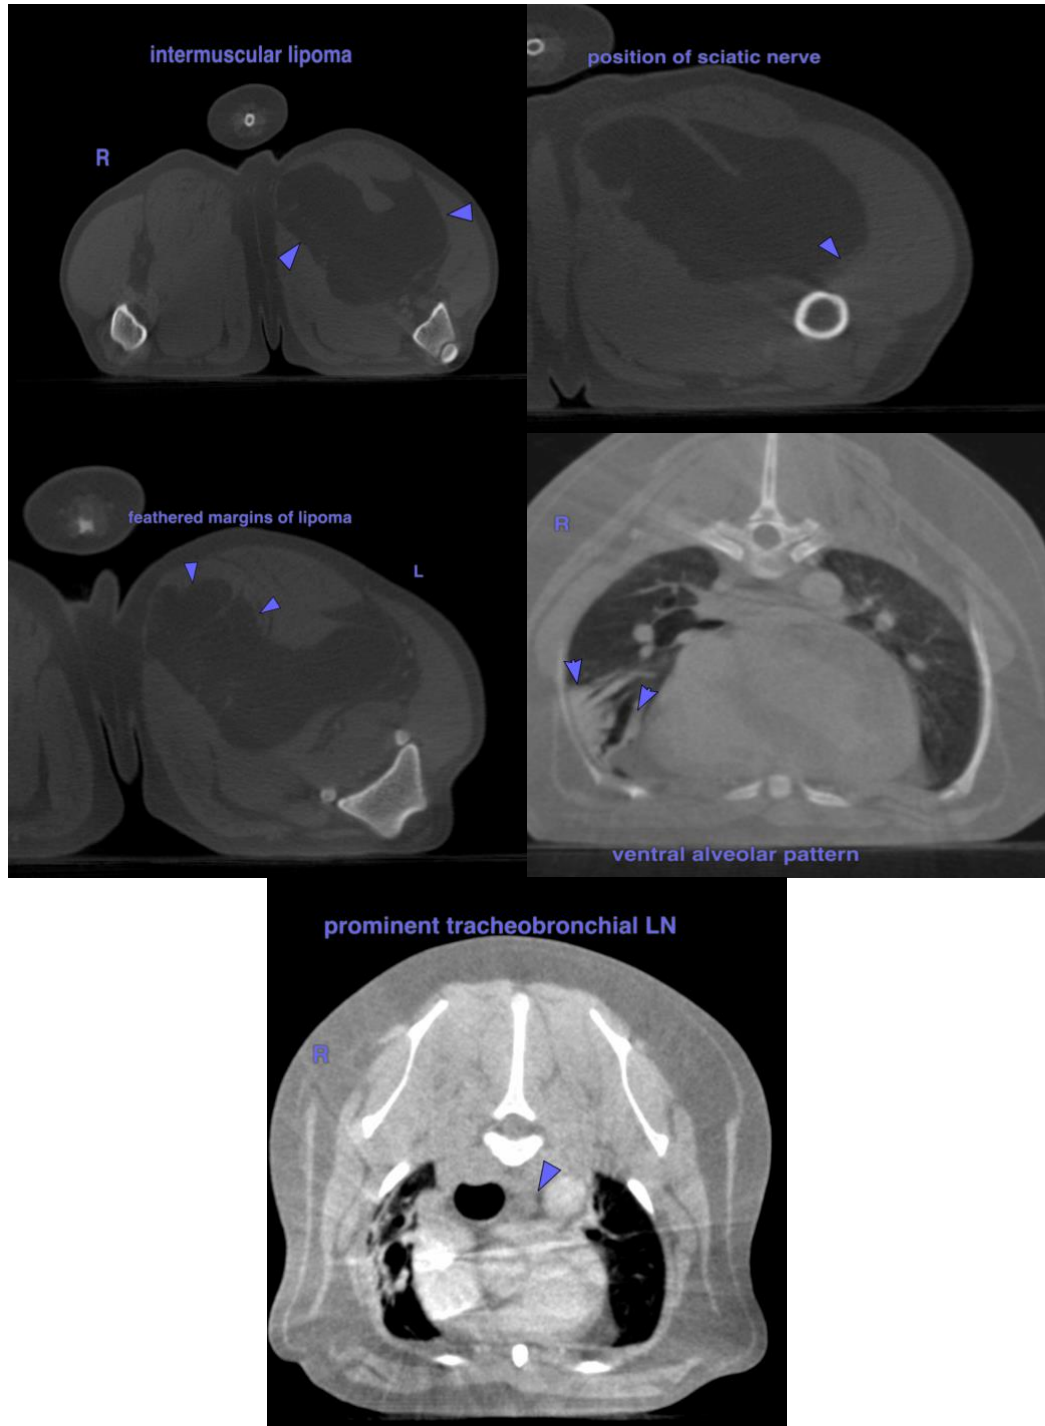 intermuscular lipoma
R
position of sciatic nerve
feathered margins of lipoma
L
R
ventral alveolar pattern
prominent tracheobronchial LN
R